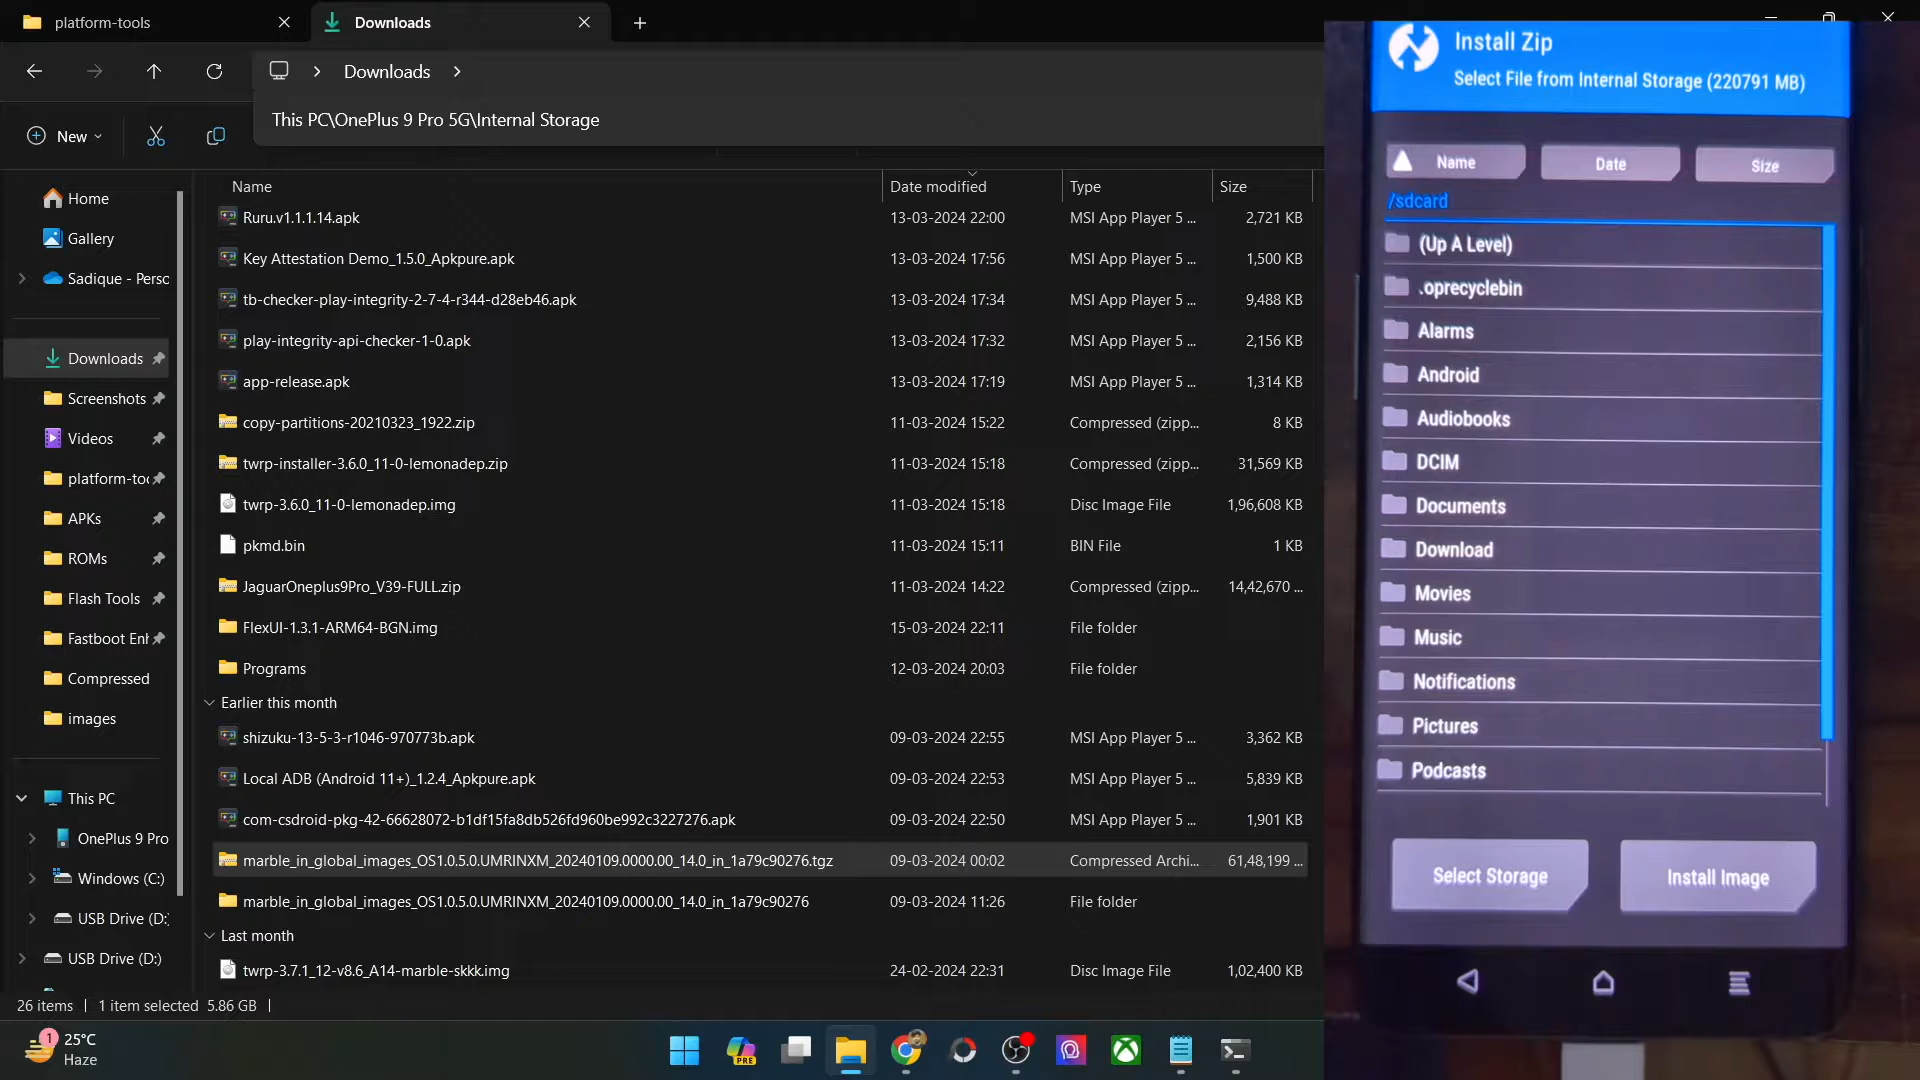 platform-tools
Downloads
Downloads
This PC\OnePlus 9 Pro 5G\Internal Storage
New
Home
Gallery
Sadique - Persc
Downloads
Screenshots
Videos
platform-toc
APKs
ROMs
Flash Tools
Fastboot Enh
Compressed
images
This PC
OnePlus 9 Pro
Windows (C:)
USB Drive (D:)
USB Drive (D:)
Name Date modified Type Size
Ruru.v1.1.1.14.apk 13-03-2024 22:00 MSI App Player 5 ... 2,721 KB
Key Attestation Demo_1.5.0_Apkpure.apk 13-03-2024 17:56 MSI App Player 5 ... 1,500 KB
tb-checker-play-integrity-2-7-4-r344-d28eb46.apk 13-03-2024 17:34 MSI App Player 5 ... 9,488 KB
play-integrity-api-checker-1-0.apk 13-03-2024 17:32 MSI App Player 5 ... 2,156 KB
app-release.apk 13-03-2024 17:19 MSI App Player 5 ... 1,314 KB
copy-partitions-20210323_1922.zip 11-03-2024 15:22 Compressed (zipp... 8 KB
twrp-installer-3.6.0_11-0-lemonadep.zip 11-03-2024 15:18 Compressed (zipp... 31,569 KB
twrp-3.6.0_11-0-lemonadep.img 11-03-2024 15:18 Disc Image File 1,96,608 KB
pkmd.bin 11-03-2024 15:11 BIN File 1 KB
JaguarOneplus9Pro_V39-FULL.zip 11-03-2024 14:22 Compressed (zipp... 14,42,670 ...
FlexUI-1.3.1-ARM64-BGN.img 15-03-2024 22:11 File folder
Programs 12-03-2024 20:03 File folder
Earlier this month
shizuku-13-5-3-r1046-970773b.apk 09-03-2024 22:55 MSI App Player 5 ... 3,362 KB
Local ADB (Android 11+)_1.2.4_Apkpure.apk 09-03-2024 22:53 MSI App Player 5 ... 5,839 KB
com-csdroid-pkg-42-66628072-b1df15fa8db526fd960be992c3227276.apk 09-03-2024 22:50 MSI App Player 5 ... 1,901 KB
marble_in_global_images_OS1.0.5.0.UMRINXM_20240109.0000.00_14.0_in_1a79c90276.tgz 09-03-2024 00:02 Compressed Archi... 61,48,199 ...
marble_in_global_images_OS1.0.5.0.UMRINXM_20240109.0000.00_14.0_in_1a79c90276 09-03-2024 11:26 File folder
Last month
twrp-3.7.1_12-v8.6_A14-marble-skkk.img 24-02-2024 22:31 Disc Image File 1,02,400 KB
26 items 1 item selected 5.86 GB
1
25°C
Haze
PRE
Install Zip
Select File from Internal Storage (220791 MB)
Name Date Size
/sdcard
(Up A Level)
.oprecyclebin
Alarms
Android
Audiobooks
DCIM
Documents
Download
Movies
Music
Notifications
Pictures
Podcasts
Select Storage Install Image